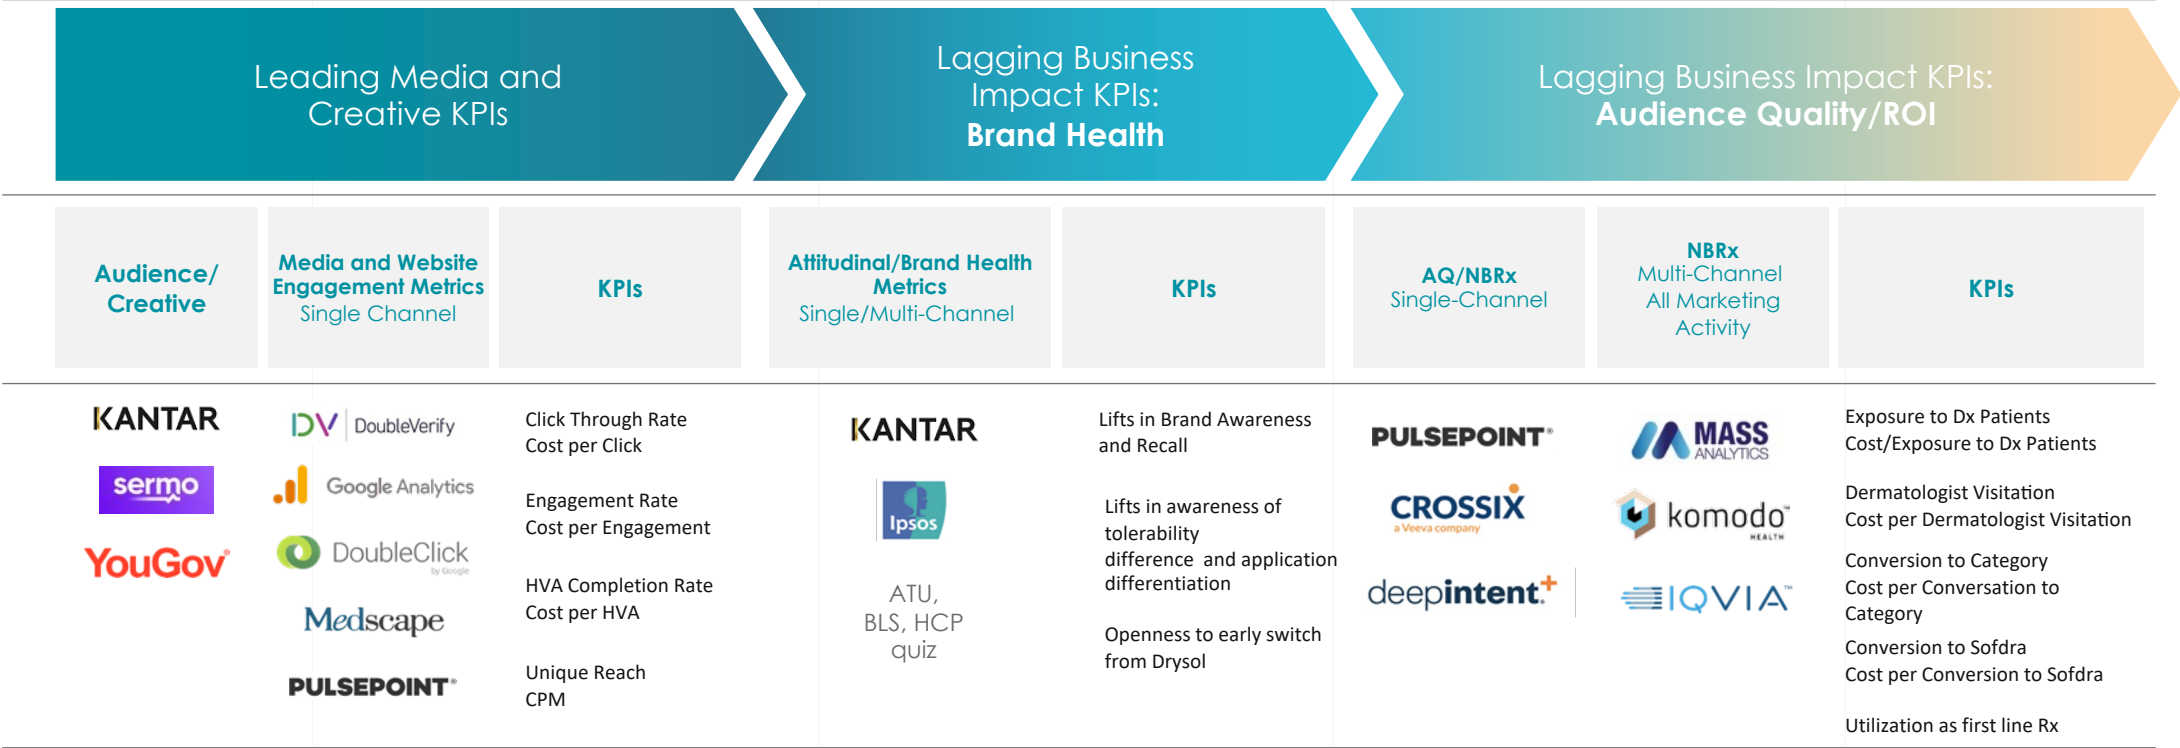 Leading Media and
Creative KPIs
Lagging Business
Impact KPIs:
Brand Health
Lagging Business Impact KPIs:
Audience Quality/ROI
Audience/
Creative
Media and Website
Engagement Metrics
Single Channel
KPIs
Attitudinal/Brand Health
Metrics
Single/Multi-Channel
KPIs
AQ/NBRx
Single-Channel
NBRx
Multi-Channel
All Marketing
Activity
KPIs
KANTAR
sermo
YouGov®
DV DoubleVerify
Google Analytics
DoubleClick
by Google
Medscape
PULSEPOINT®
Click Through Rate
Cost per Click
Engagement Rate
Cost per Engagement
HVA Completion Rate
Cost per HVA
Unique Reach
CPM
KANTAR
Ipsos
ATU,
BLS, HCP
quiz
Lifts in Brand Awareness
and Recall
Lifts in awareness of
tolerability
difference and application
differentiation
Openness to early switch
from Drysol
PULSEPOINT®
CROSSIX
a Veeva company
deepintent.+
MASS
ANALYTICS
komodo™
HEALTH
IQVIA™
Exposure to Dx Patients
Cost/Exposure to Dx Patients
Dermatologist Visitation
Cost per Dermatologist Visitation
Conversion to Category
Cost per Conversation to
Category
Conversion to Sofdra
Cost per Conversion to Sofdra
Utilization as first line Rx